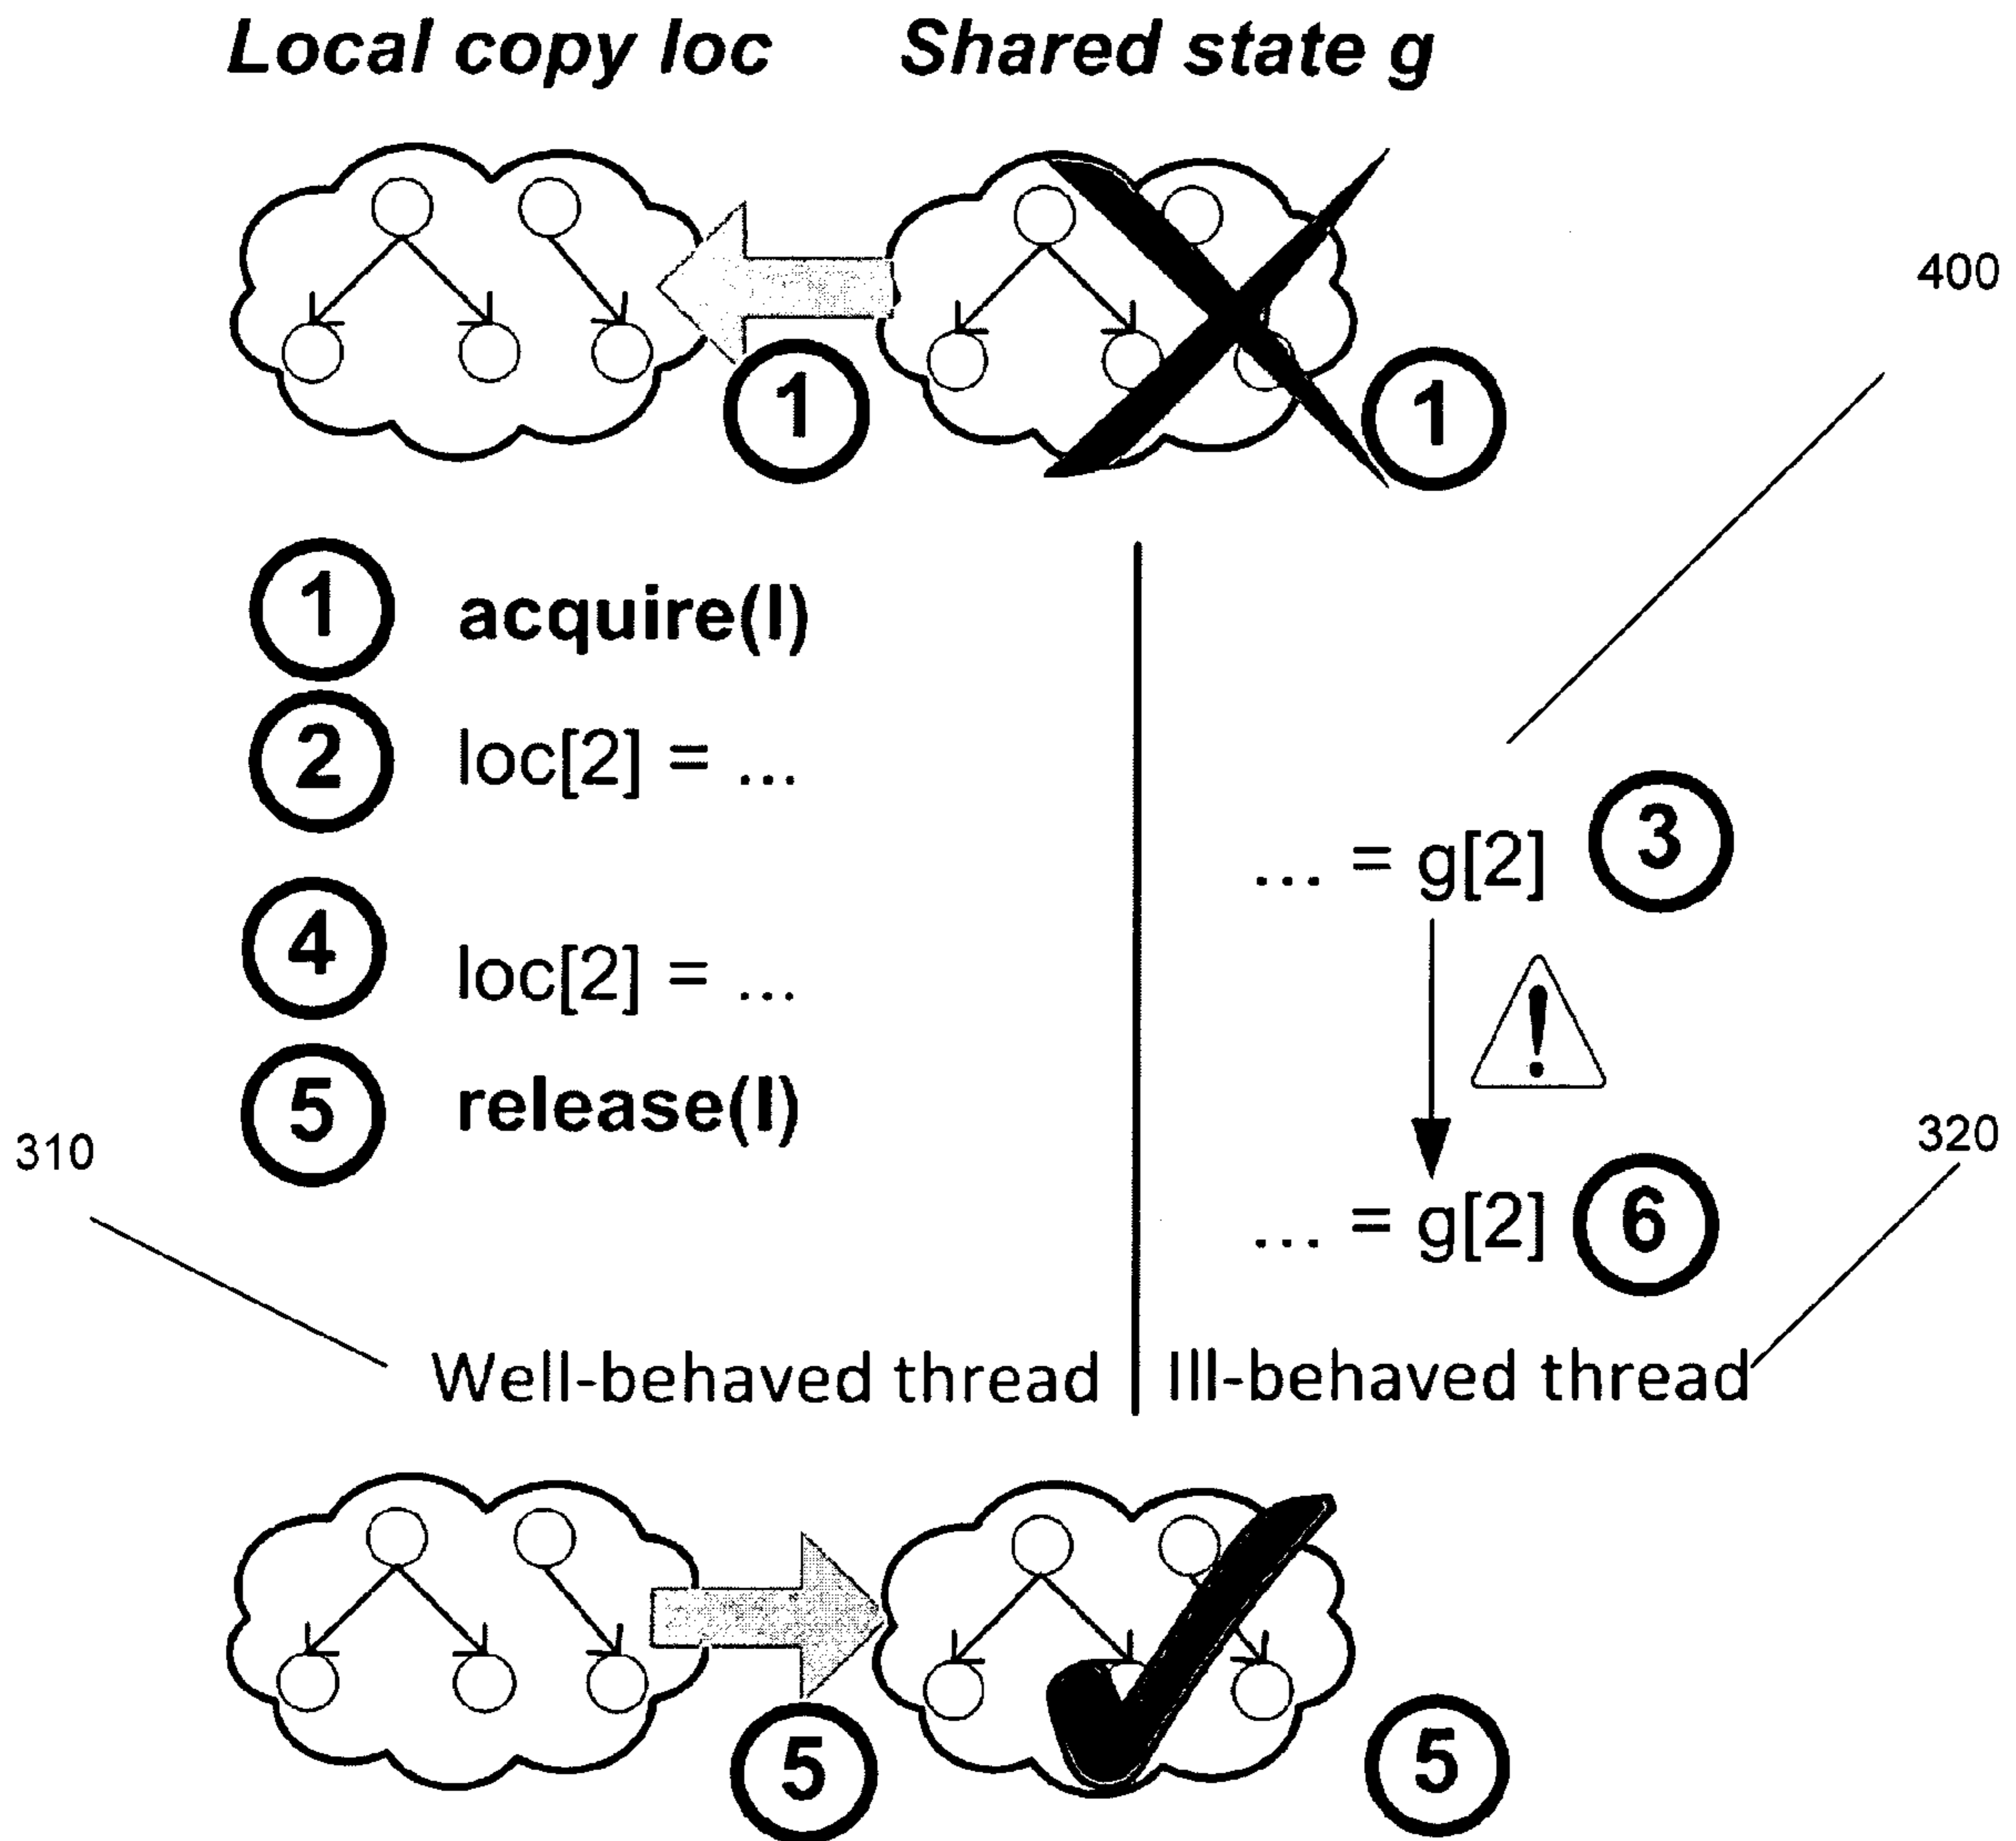 Local copy loc    Shared state g
400
1    1
1    acquire(l)
2    loc[2] = ...
... = g[2]    3
4    loc[2] = ...
!
5    release(l)
310    320
... = g[2]    6
Well-behaved thread    Ill-behaved thread
5    5